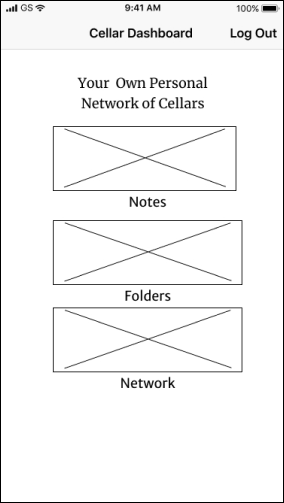 GS 9:41 AM 100%
Cellar Dashboard Log Out
Your Own Personal
Network of Cellars
Notes
Folders
Network